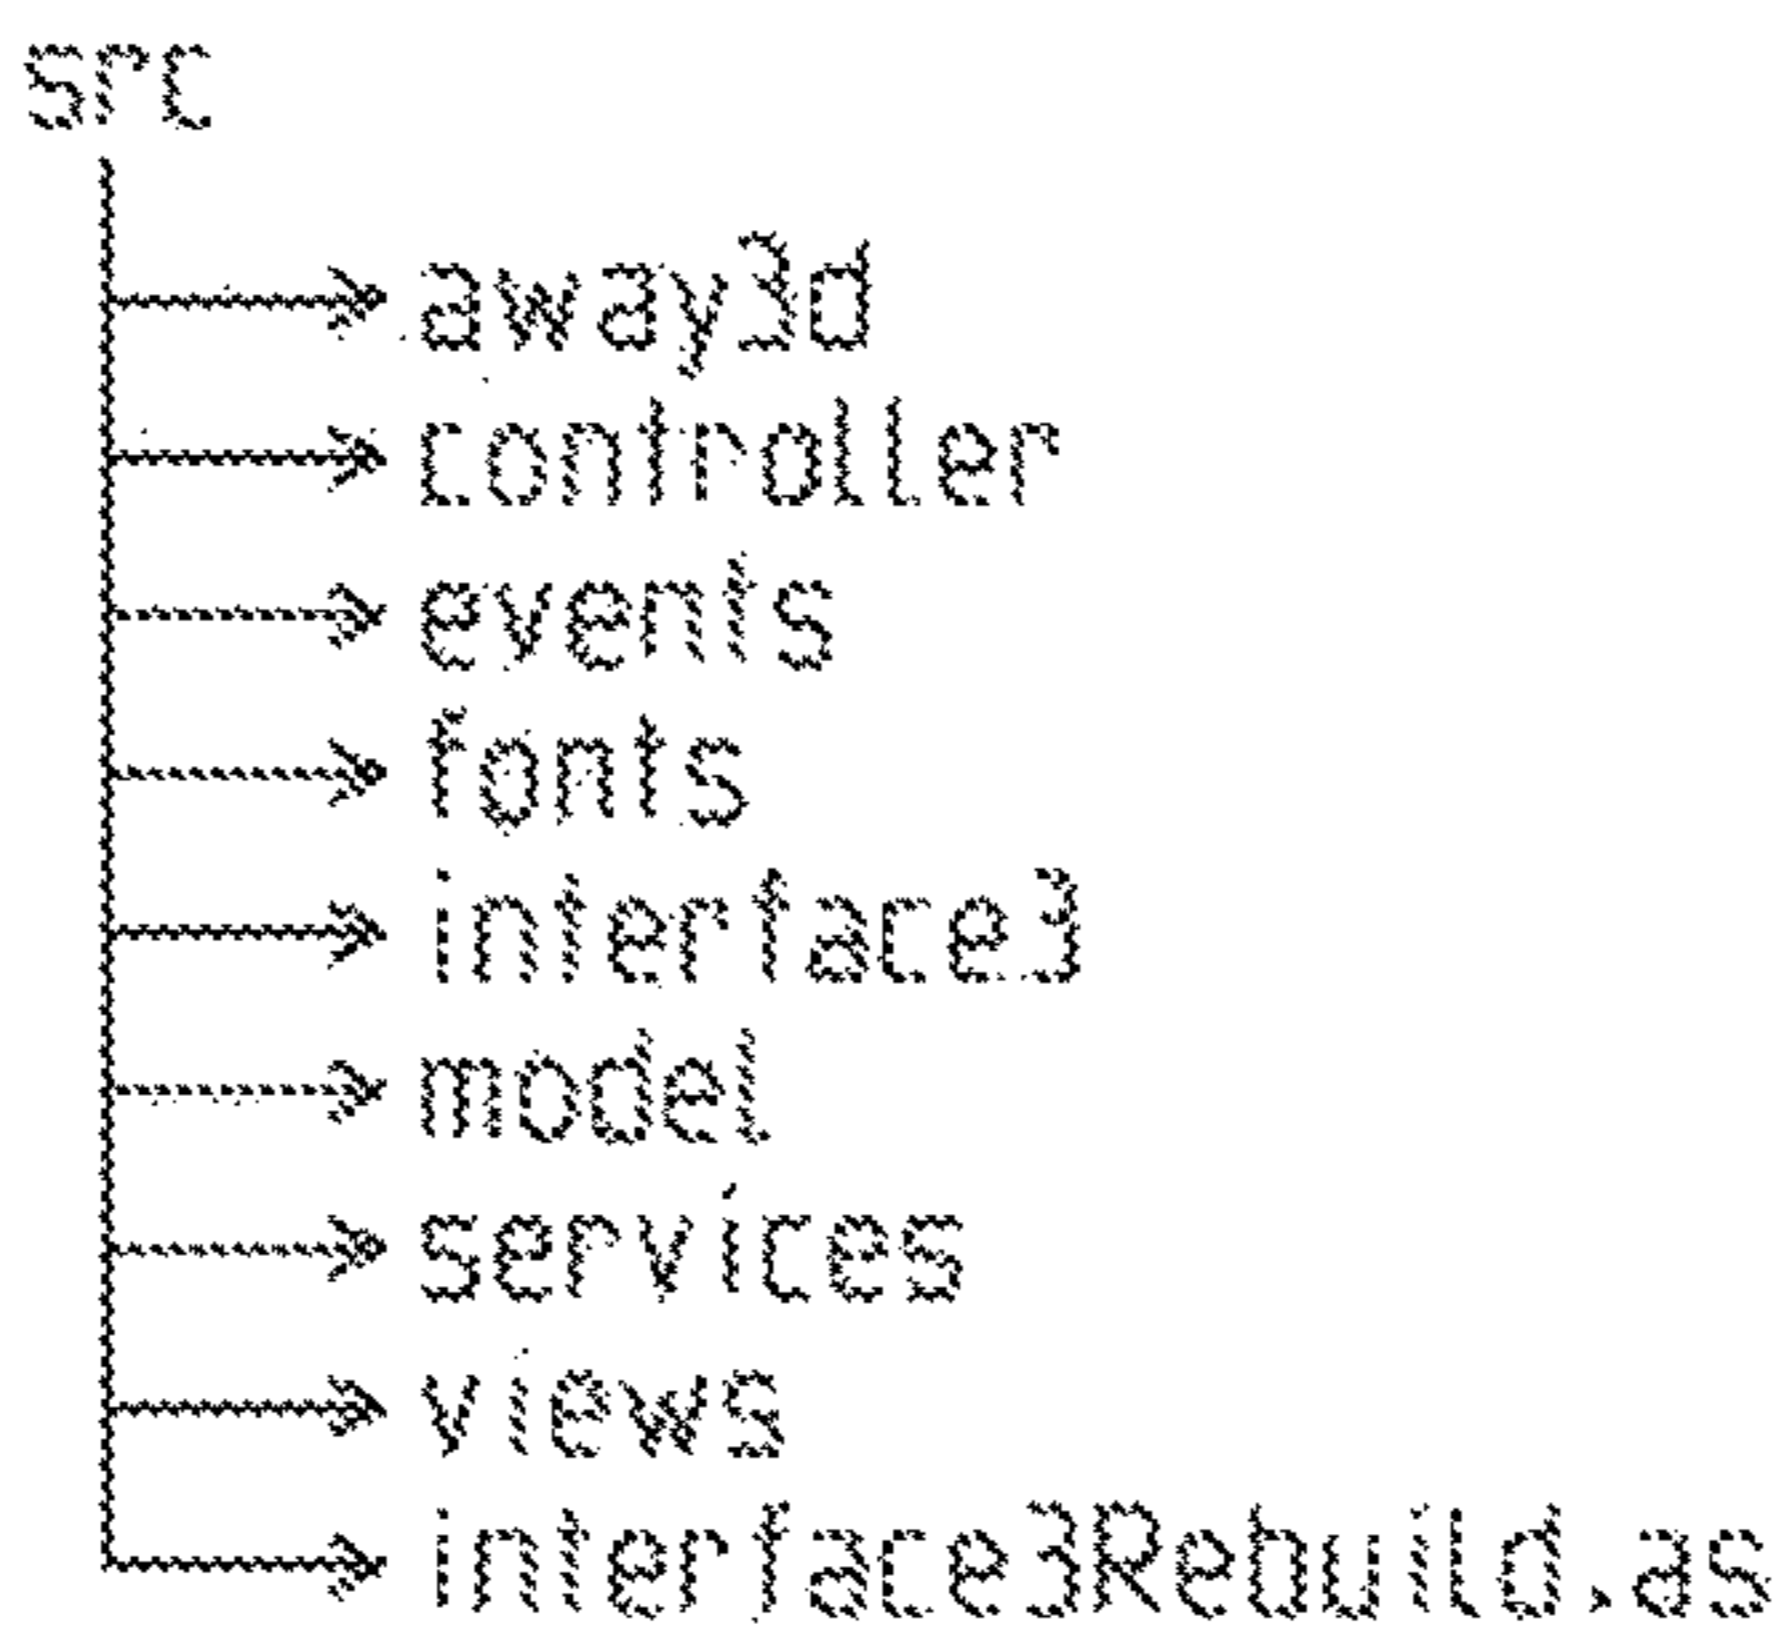 src
away3d
controller
events
fonts
interface3
model
services
views
interface3Rebuild.as